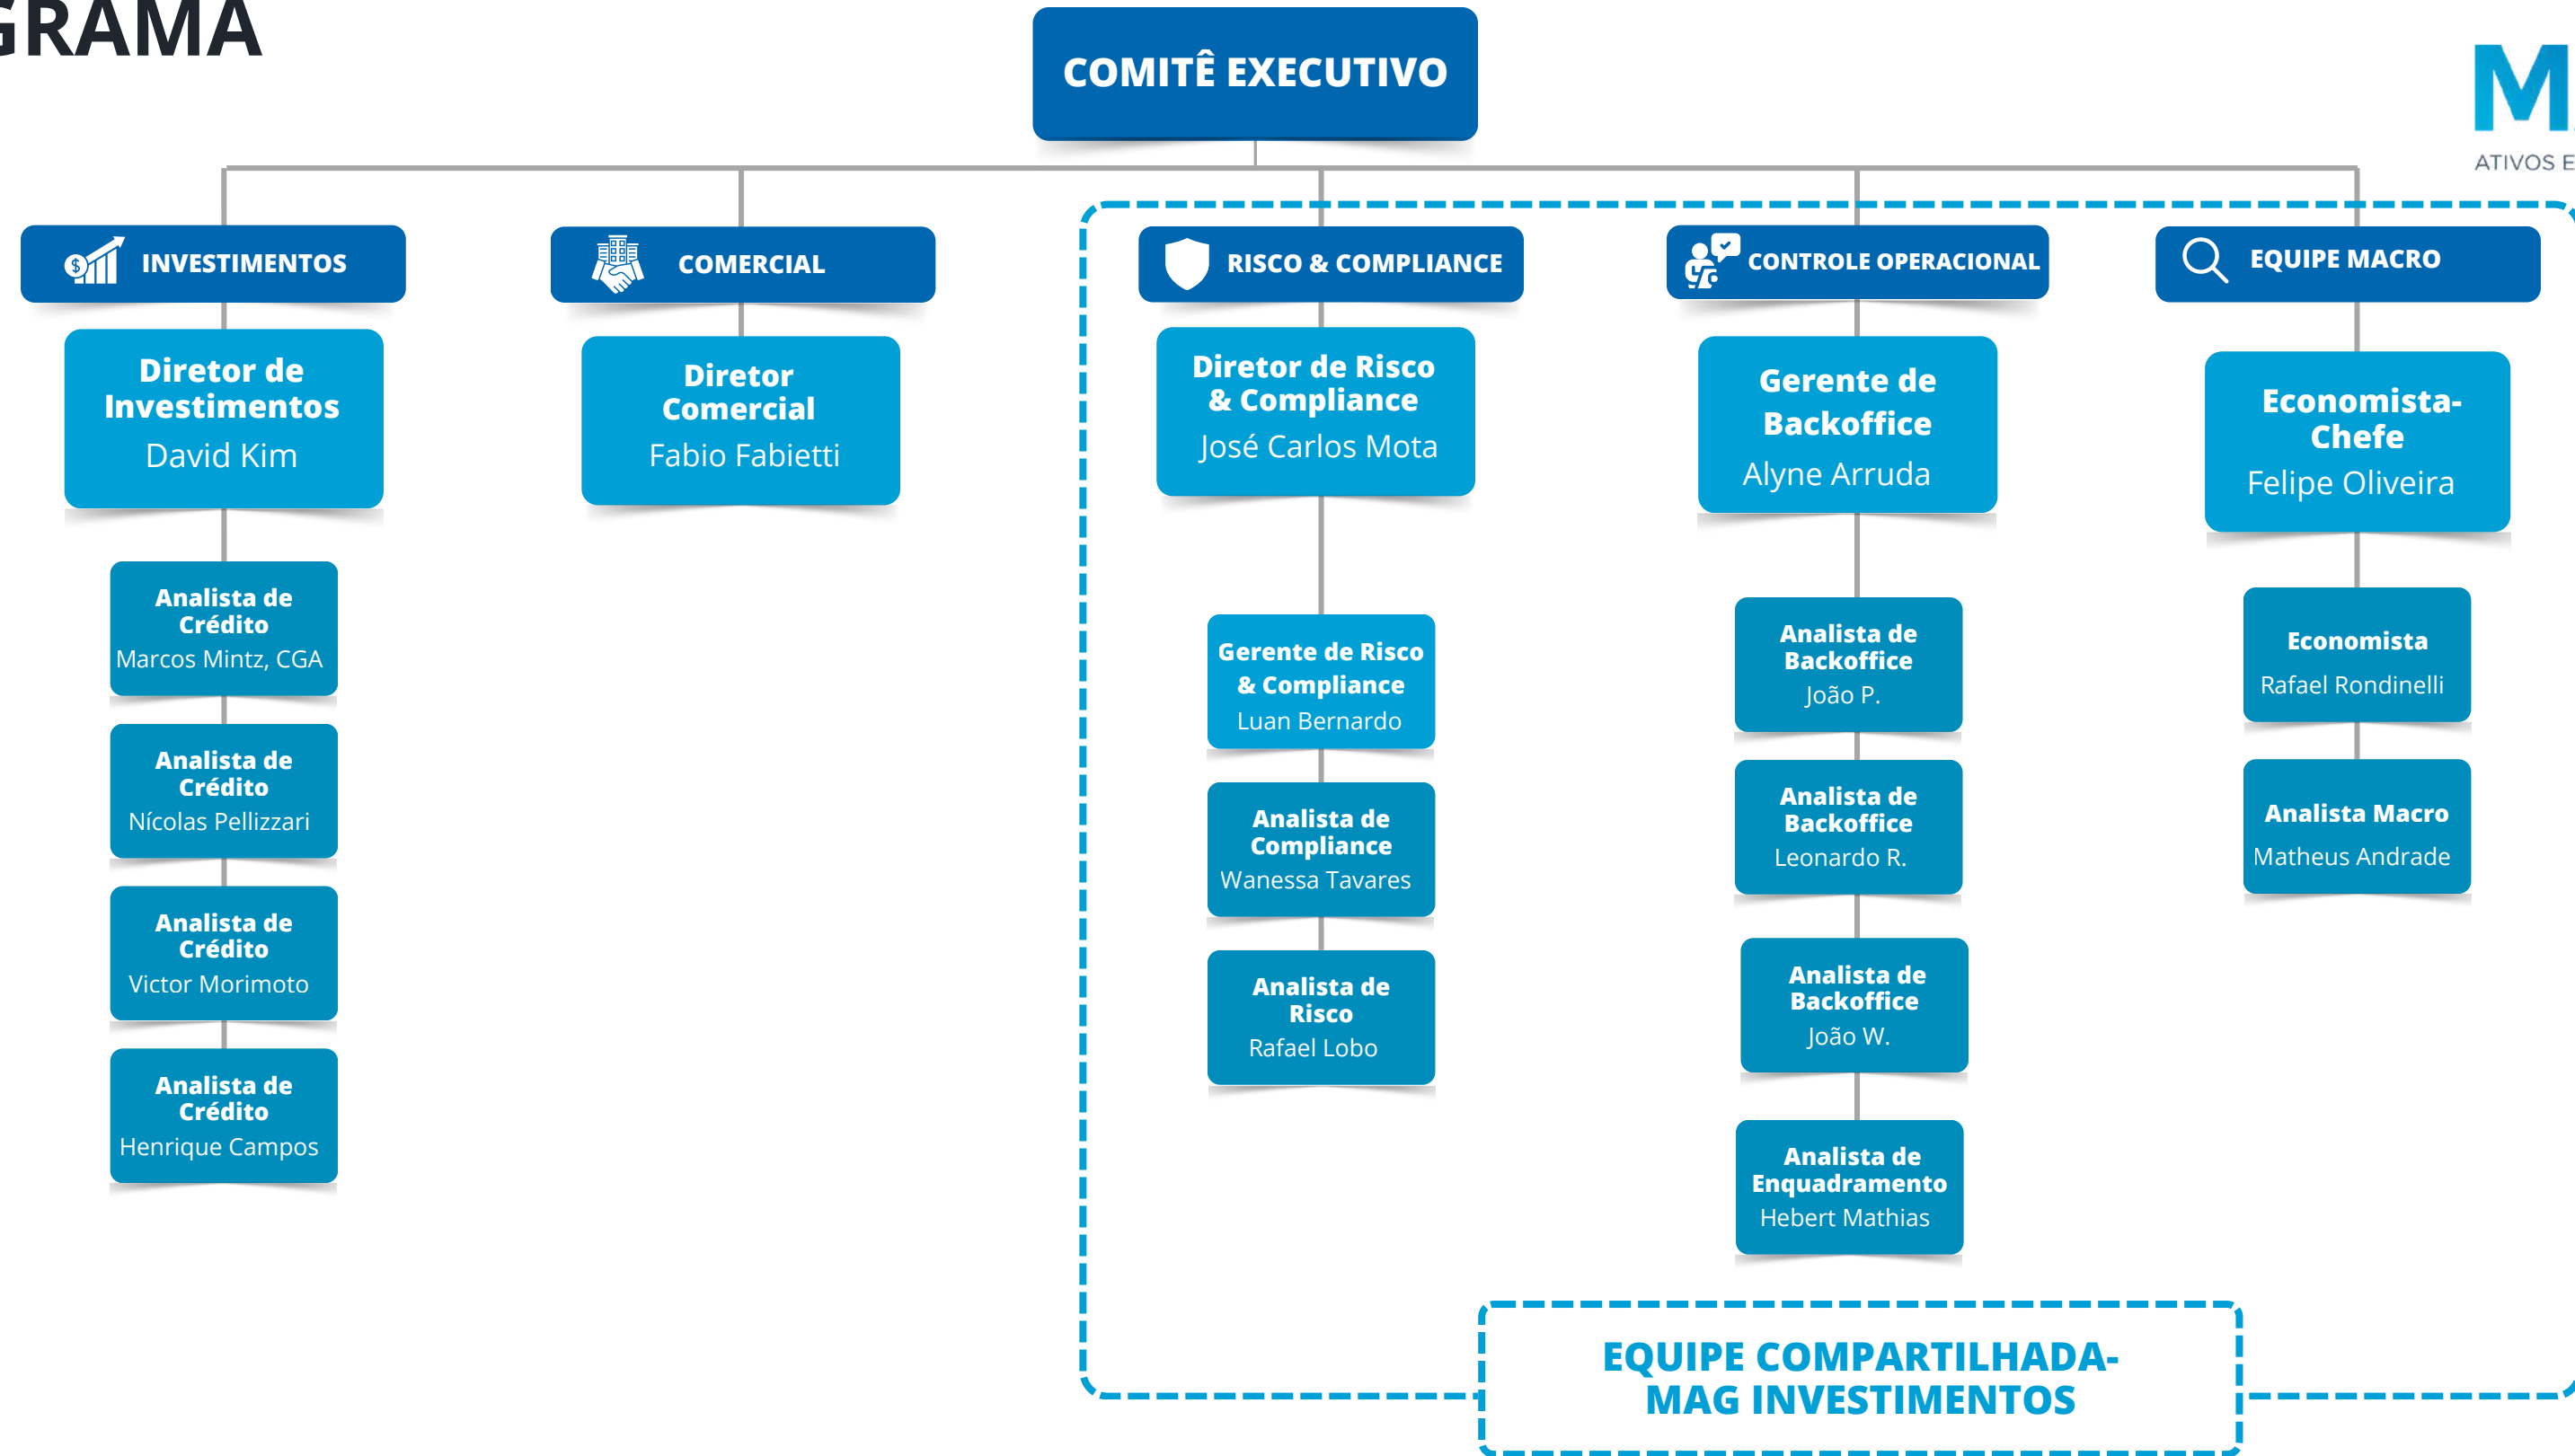 GRAMA
COMITÊ EXECUTIVO
M
ATIVOS E
INVESTIMENTOS
Diretor de
Investimentos
David Kim
Analista de
Crédito
Marcos Mintz, CGA
Analista de
Crédito
Nícolas Pellizzari
Analista de
Crédito
Victor Morimoto
Analista de
Crédito
Henrique Campos
COMERCIAL
Diretor
Comercial
Fabio Fabietti
RISCO & COMPLIANCE
Diretor de Risco
& Compliance
José Carlos Mota
Gerente de Risco
& Compliance
Luan Bernardo
Analista de
Compliance
Wanessa Tavares
Analista de
Risco
Rafael Lobo
CONTROLE OPERACIONAL
Gerente de
Backoffice
Alyne Arruda
Analista de
Backoffice
João P.
Analista de
Backoffice
Leonardo R.
Analista de
Backoffice
João W.
Analista de
Enquadramento
Hebert Mathias
EQUIPE MACRO
Economista-
Chefe
Felipe Oliveira
Economista
Rafael Rondinelli
Analista Macro
Matheus Andrade
EQUIPE COMPARTILHADA-
MAG INVESTIMENTOS